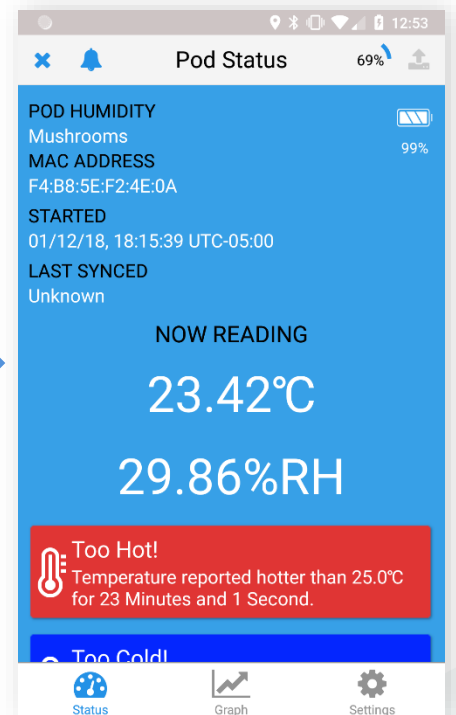 12:53
Pod Status
69%
POD HUMIDITY
Mushrooms
99%
MAC ADDRESS
F4:B8:5E:F2:4E:0A
STARTED
01/12/18, 18:15:39 UTC-05:00
LAST SYNCED
Unknown
NOW READING
23.42°C
29.86%RH
Too Hot!
Temperature reported hotter than 25.0°C
for 23 Minutes and 1 Second.
Too Cold!
Status
Graph
Settings